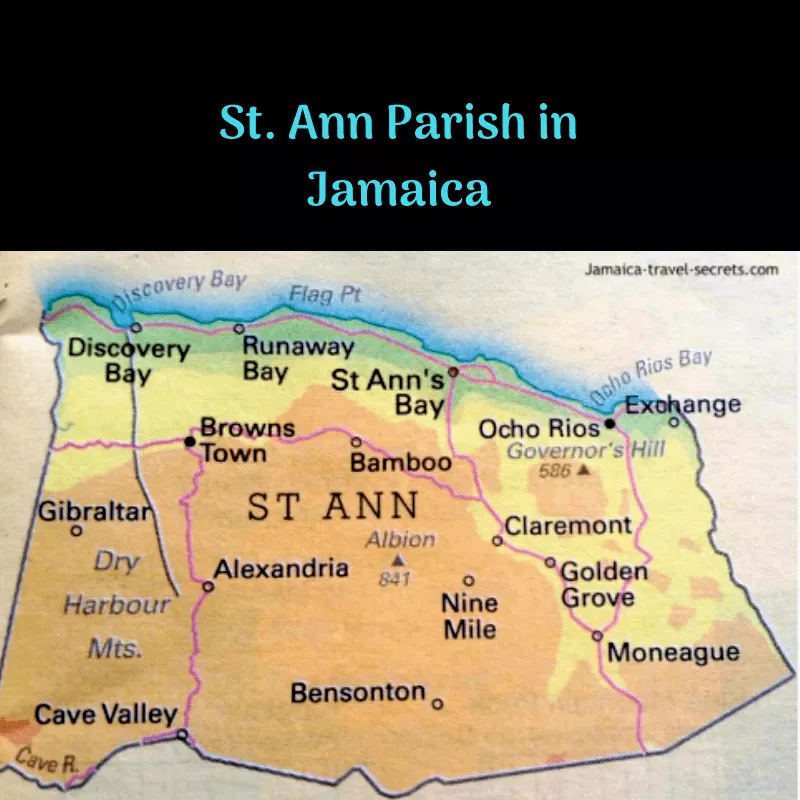 St. Ann Parish in
Jamaica
Jamaica-travel-secrets.com
Discovery Bay
Flag Pt
Discovery
Bay
Runaway
Bay
St Ann's
Bay
Ocho Rios Bay
Exchange
Ocho Rios
Governor's Hill
586
Browns
Town
Bamboo
ST ANN
Gibraltar
Claremont
Albion
841
Dry
Harbour
Mts.
Alexandria
Golden
Grove
Nine
Mile
Moneague
Bensonton
Cave Valley
Cave R.